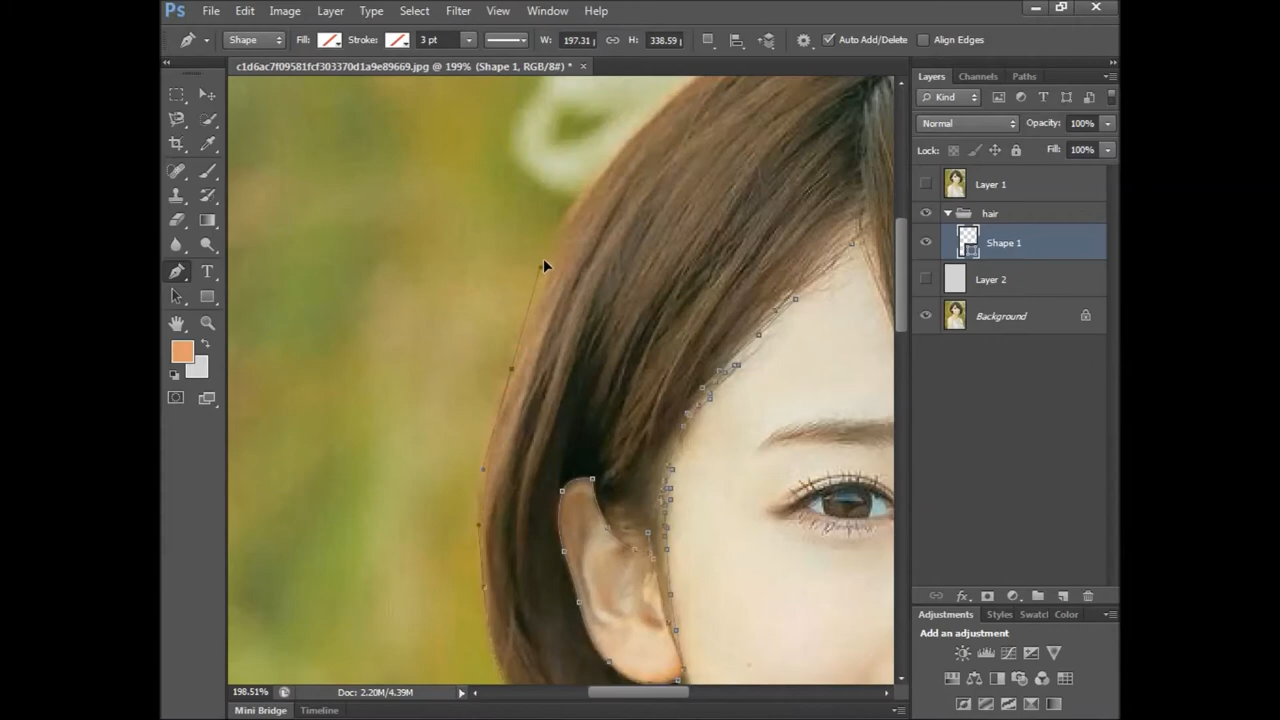 Ps File Edit Image Layer Type Select Filter View Window Help
Shape Fill: Stroke: 3 pt W: 197.31 H: 338.59 Auto Add/Delete Align Edges
c1d6ac7f09581fcf303370d1a9e89669.jpg @ 199% (Shape 1, RGB/8#) *
Layers Channels Paths
Kind T
Normal Opacity: 100%
Lock: Fill: 100%
Layer 1
hair
Shape 1
Layer 2
Background
T
Adjustments Styles Swatcl Color
Add an adjustment
198.51% Doc: 2.20M/4.39M
Mini Bridge Timeline